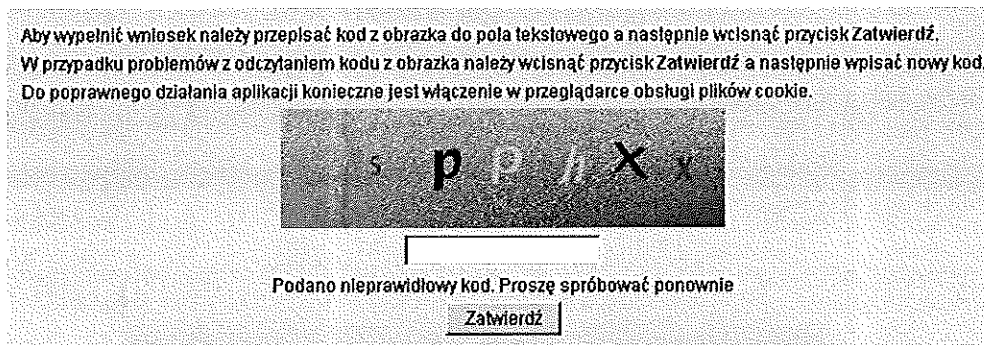 Aby wypełnić wniosek należy przepisać kod z obrazka do pola tekstowego a następnie wcisnąć przycisk Zatwierdź.
W przypadku problemów z odczytaniem kodu z obrazka należy wcisnąć przycisk Zatwierdź a następnie wpisać nowy kod.
Do poprawnego działania aplikacji konieczne jest włączenie w przeglądarce obsługi plików cookie.
s p p h x x
Podano nieprawidłowy kod. Proszę spróbować ponownie
Zatwierdź